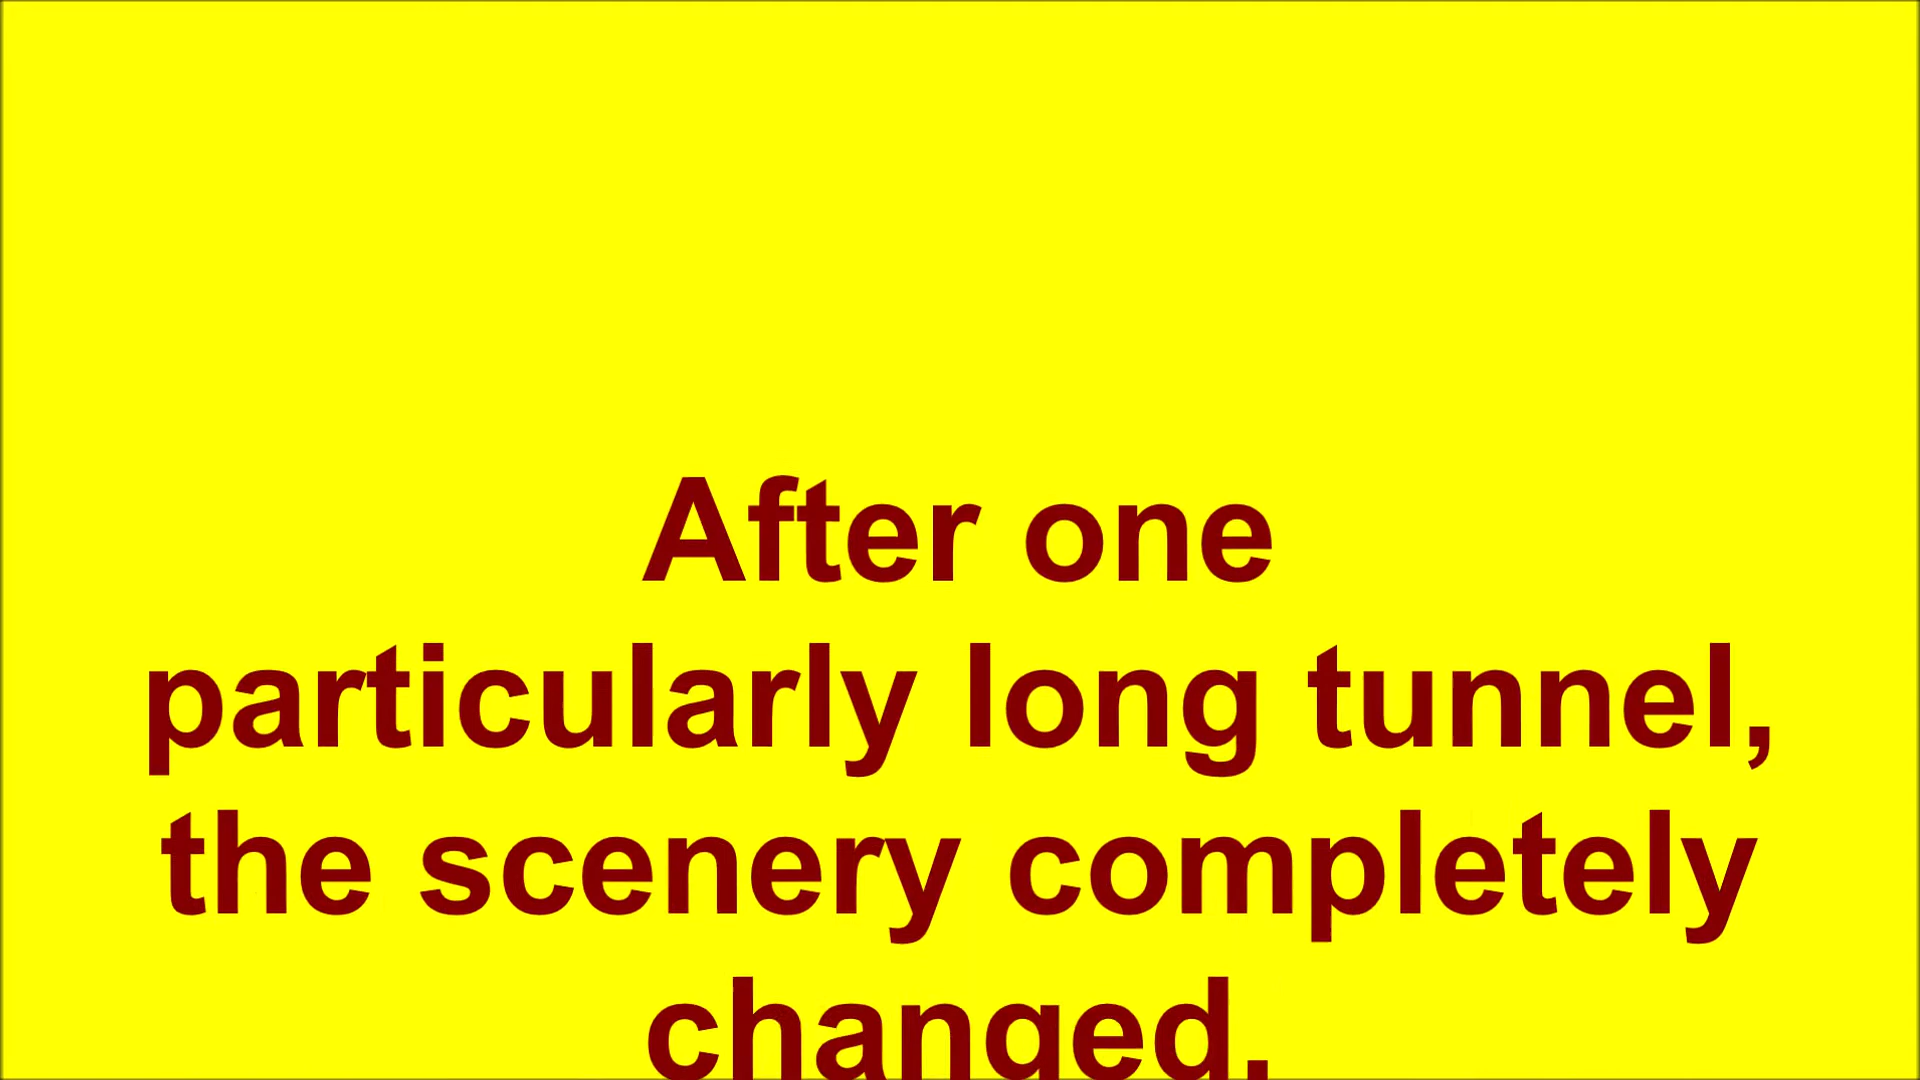 After one
particularly long tunnel,
the scenery completely
changed.